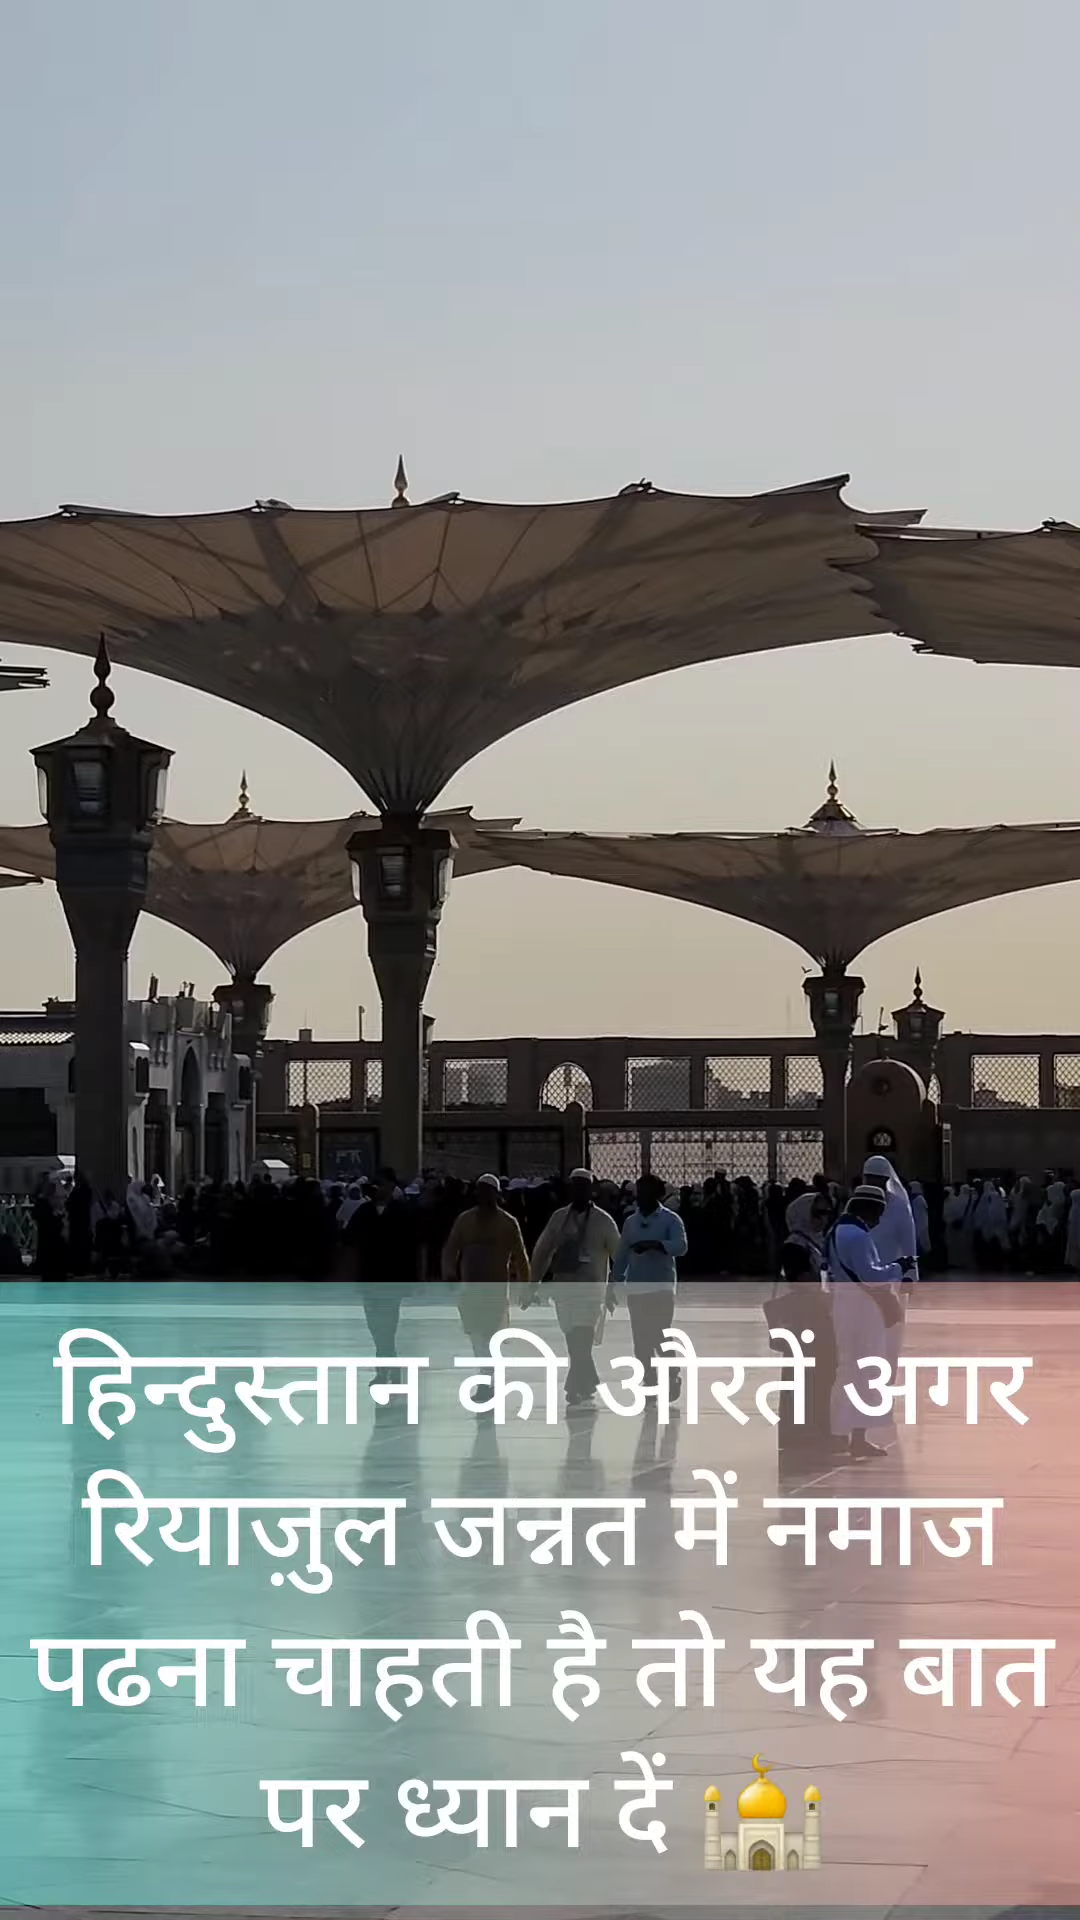 हिन्दुस्तान की औरतें अगर
रियाज़ुल जन्नत में नमाज
पढना चाहती है तो यह बात
पर ध्यान दें 🕌